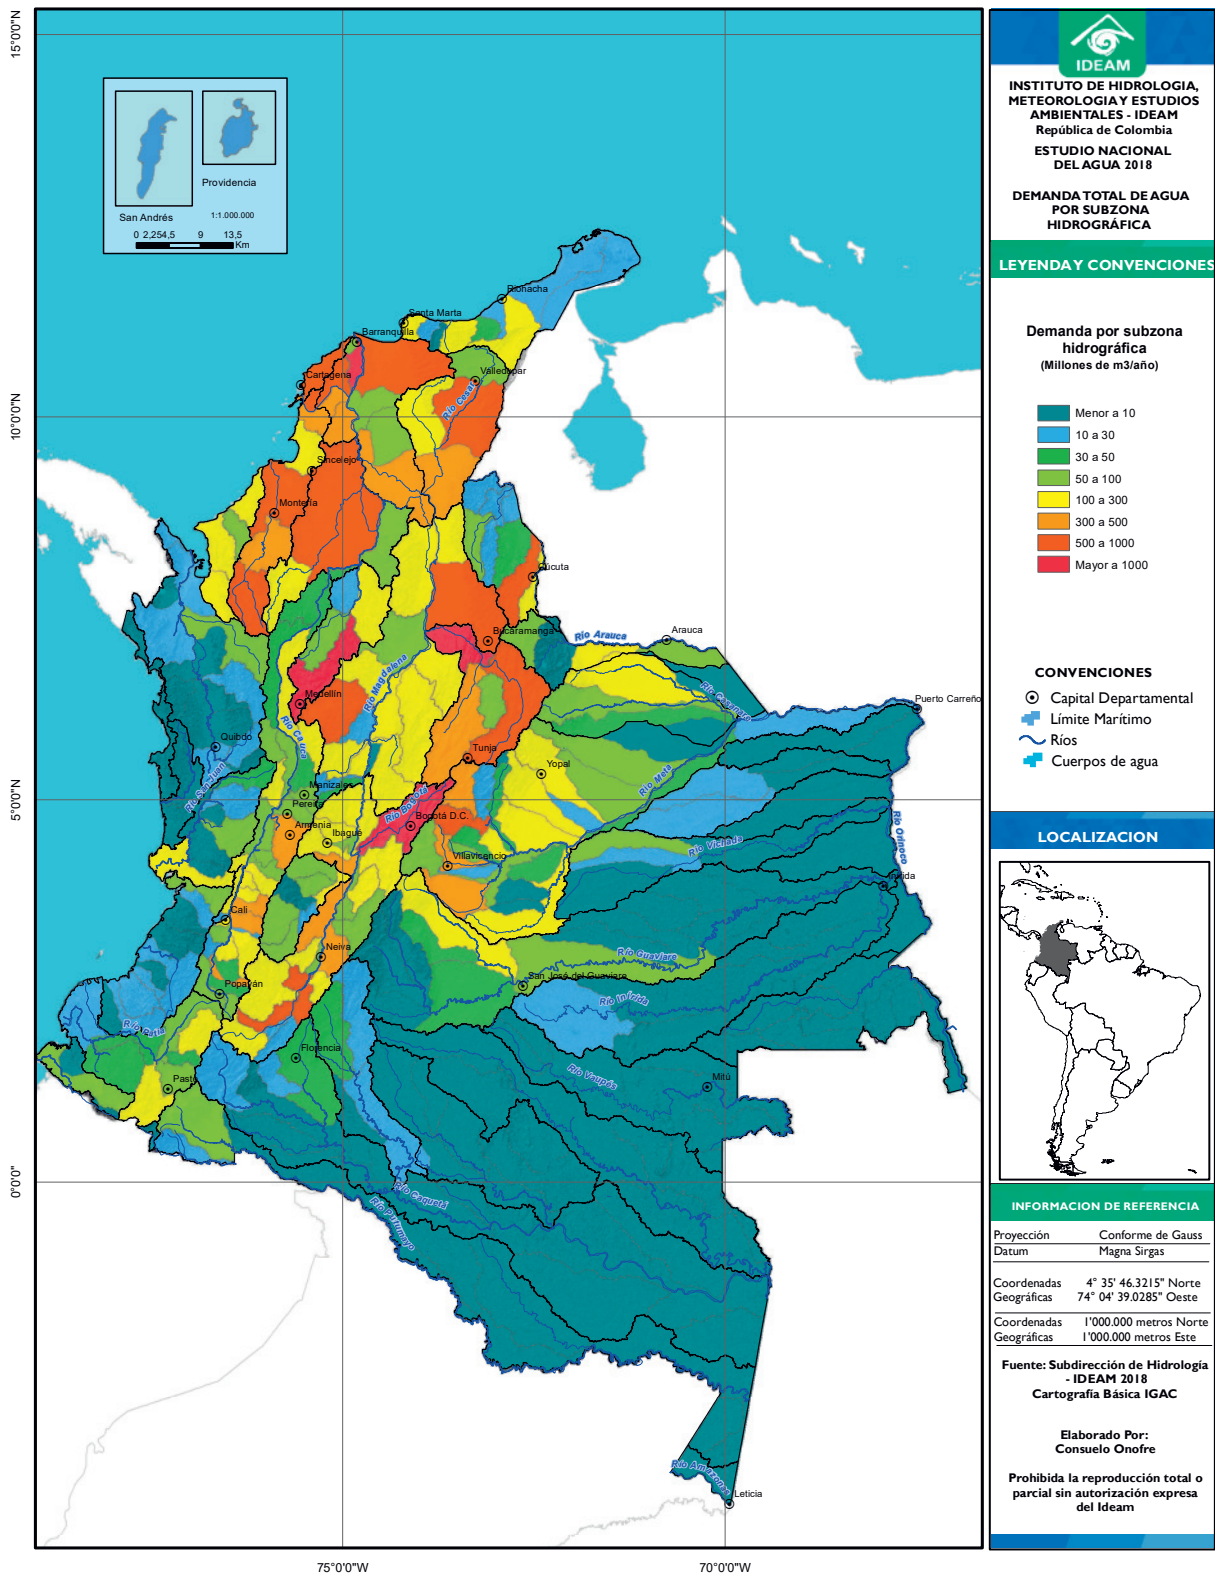 15°0'0"N
10°0'0"N
5°0'0"N
0°0'0"
75°0'0"W
70°0'0"W
San Andrés
Providencia
1:1.000.000
0 2,254,5 9 13,5
Km
Riohacha
Santa Marta
Barranquilla
Cartagena
Valledupar
Río Cesar
Sincelejo
Montería
Cúcuta
Bucaramanga
Río Arauca
Arauca
Río Magdalena
Medellín
Río Casanare
Puerto Carreño
Río Cauca
Quibdo
Tunja
Yopal
Río Meta
Río San Juan
Manizales
Pereira
Río Bogotá
Armenia
Bogotá D.C.
Ibagué
Río Orinoco
Río Vichada
Villavicencio
Inírida
Cali
Neiva
Río Guaviare
San José del Guaviare
Popayán
Río Inírida
Río Patía
Florencia
Río Vaupés
Mitú
Pasto
Río Caquetá
Río Putumayo
Río Amazonas
Leticia
IDEAM
INSTITUTO DE HIDROLOGIA,
METEOROLOGIA Y ESTUDIOS
AMBIENTALES - IDEAM
República de Colombia
ESTUDIO NACIONAL
DEL AGUA 2018
DEMANDA TOTAL DE AGUA
POR SUBZONA
HIDROGRÁFICA
LEYENDA Y CONVENCIONES
Demanda por subzona
hidrográfica
(Millones de m3/año)
Menor a 10
10 a 30
30 a 50
50 a 100
100 a 300
300 a 500
500 a 1000
Mayor a 1000
CONVENCIONES
Capital Departamental
Límite Marítimo
Ríos
Cuerpos de agua
LOCALIZACION
INFORMACION DE REFERENCIA
Proyección Conforme de Gauss
Datum Magna Sirgas
Coordenadas 4° 35' 46.3215" Norte
Geográficas 74° 04' 39.0285" Oeste
Coordenadas 1'000.000 metros Norte
Geográficas 1'000.000 metros Este
Fuente: Subdirección de Hidrología
- IDEAM 2018
Cartografía Básica IGAC
Elaborado Por:
Consuelo Onofre
Prohibida la reproducción total o
parcial sin autorización expresa
del Ideam